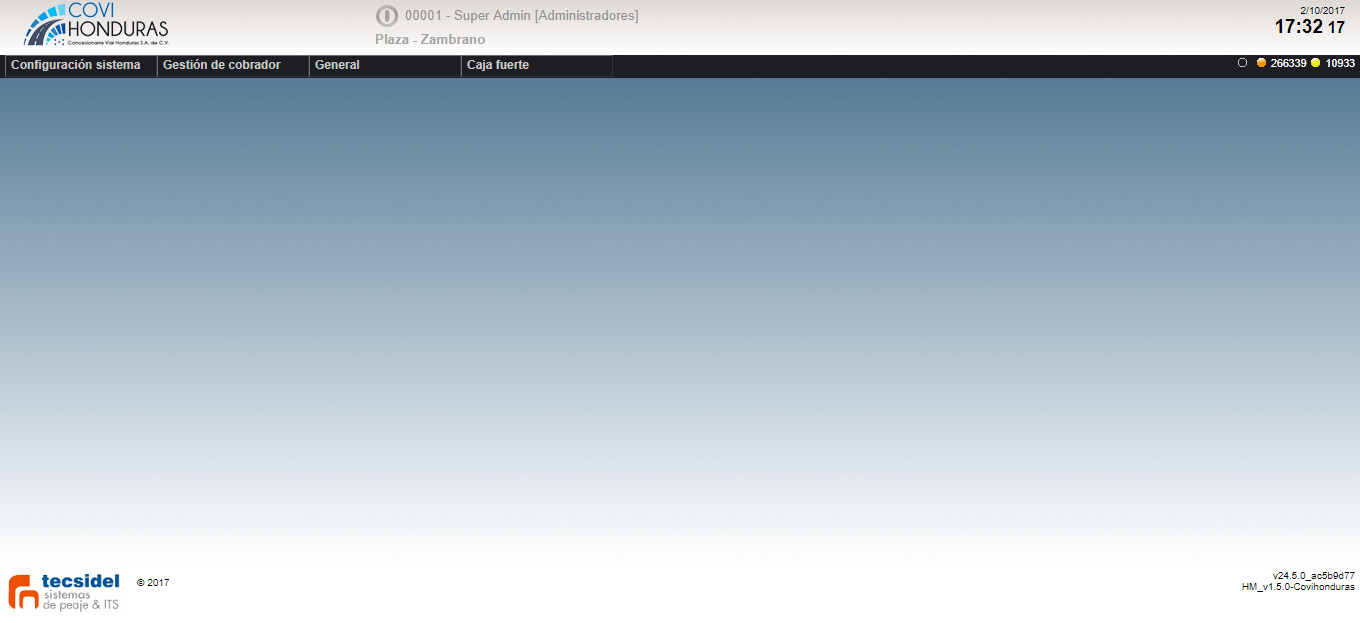 COVI
HONDURAS
Concesionaria Vial Honduras S.A. de C.V.
00001 - Super Admin [Administradores]
Plaza - Zambrano
2/10/2017
17:32 17
Configuración sistema
Gestión de cobrador
General
Caja fuerte
266339
10933
tecsidel
sistemas
de peaje & ITS
© 2017
v24.5.0_ac5b9d77
HM_v1.5.0-Covihonduras